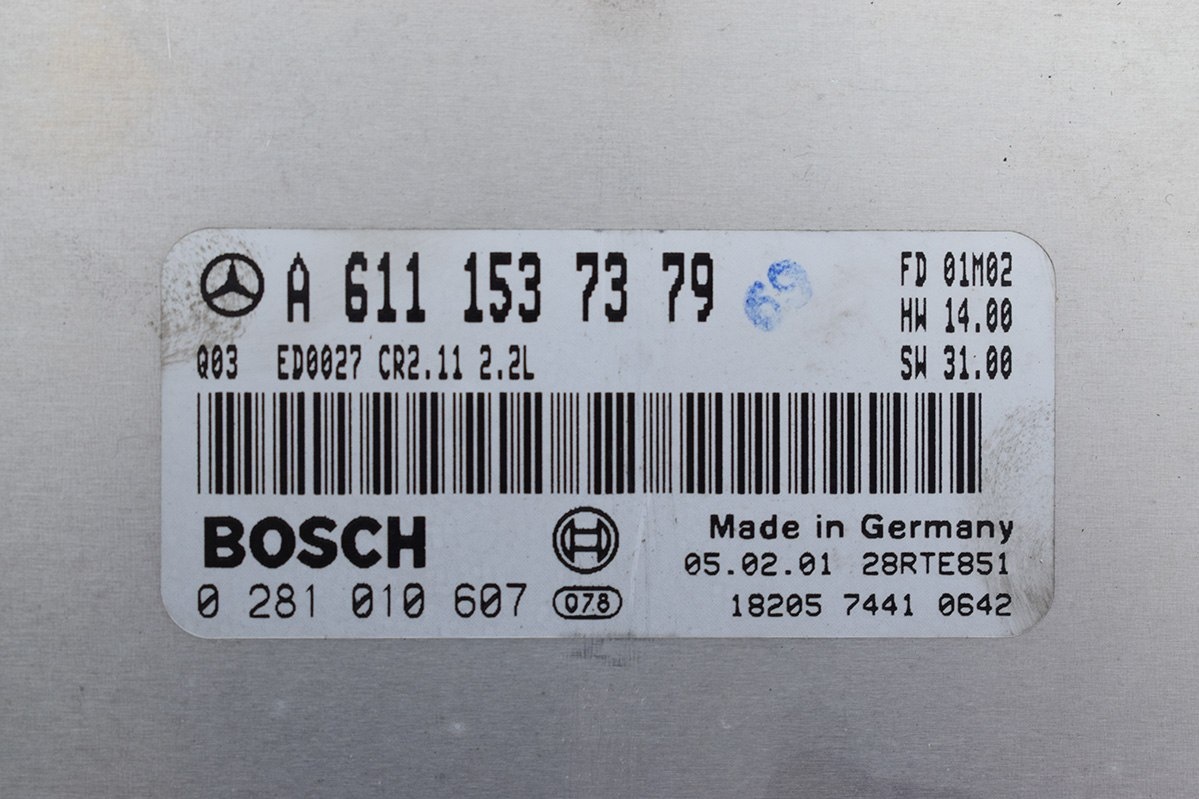 A 611 153 73 79
69
FD 01M02
HW 14.00
Q03 ED0027 CR2.11 2.2L
SW 31.00
BOSCH
Made in Germany
05.02.01 28RTE851
0 281 010 607
078
18205 7441 0642